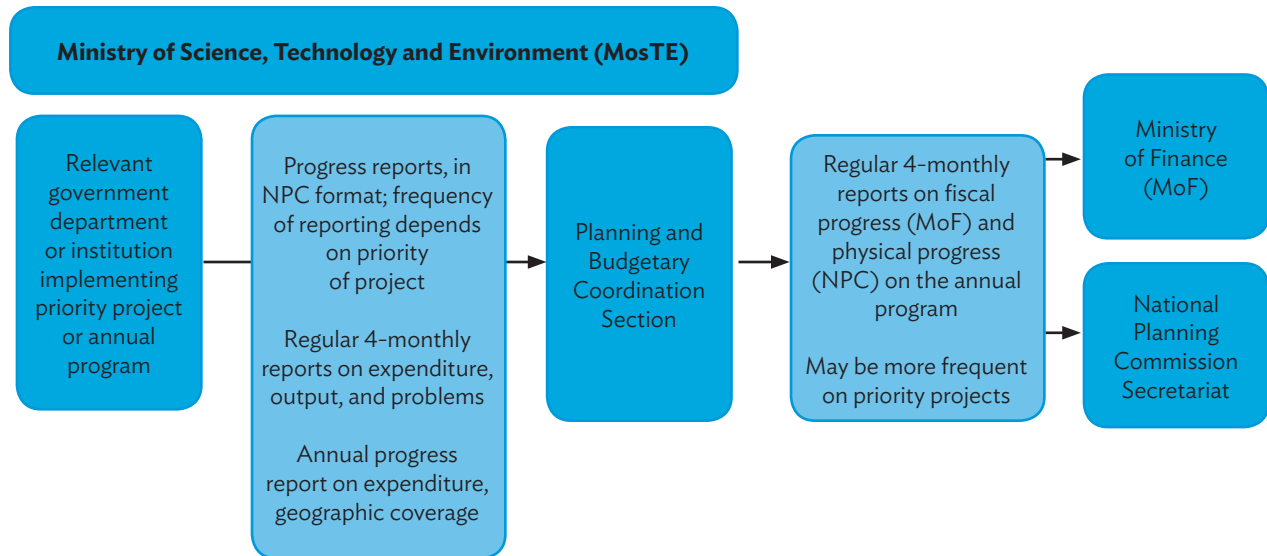 Ministry of Science, Technology and Environment (MosTE)
Relevant
government
department
or institution
implementing
priority project
or annual
program
Progress reports, in
NPC format; frequency
of reporting depends
on priority
of project
Regular 4-monthly
reports on expenditure,
output, and problems
Annual progress
report on expenditure,
geographic coverage
Planning and
Budgetary
Coordination
Section
Regular 4-monthly
reports on fiscal
progress (MoF) and
physical progress
(NPC) on the annual
program
May be more frequent
on priority projects
Ministry
of Finance
(MoF)
National
Planning
Commission
Secretariat